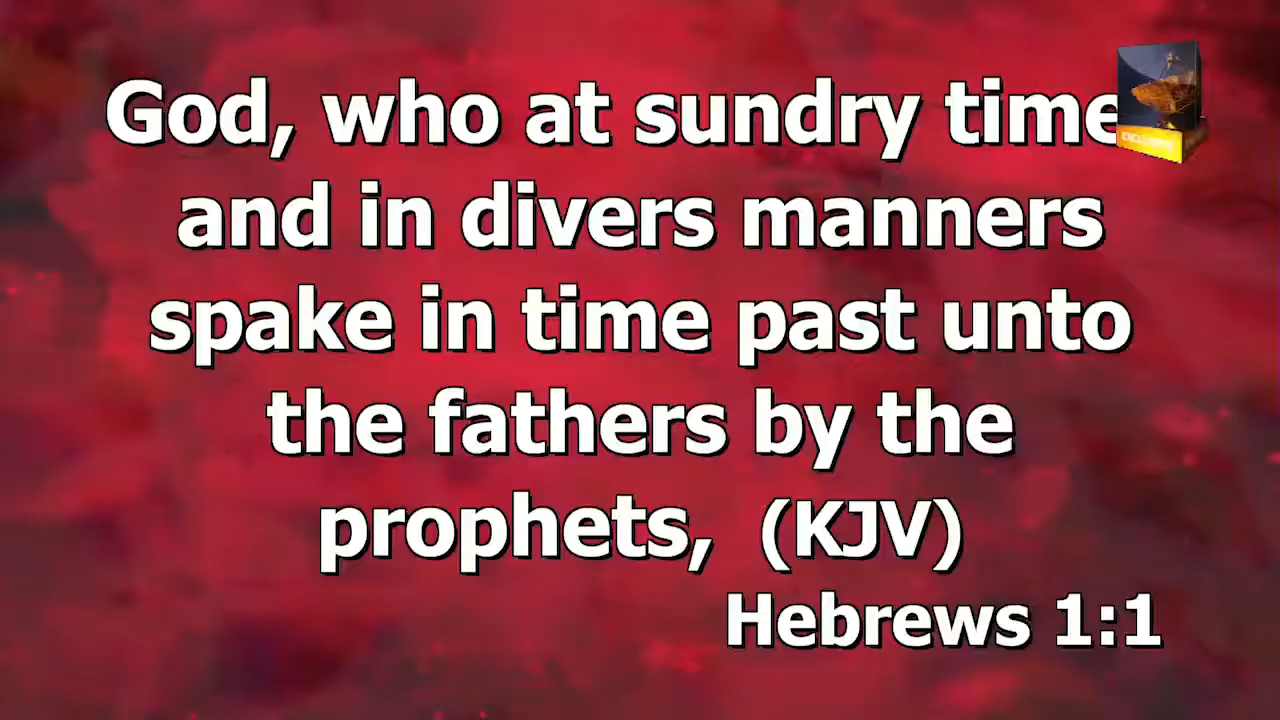 God, who at sundry time
and in divers manners
spake in time past unto
the fathers by the
prophets, (KJV)
Hebrews 1:1